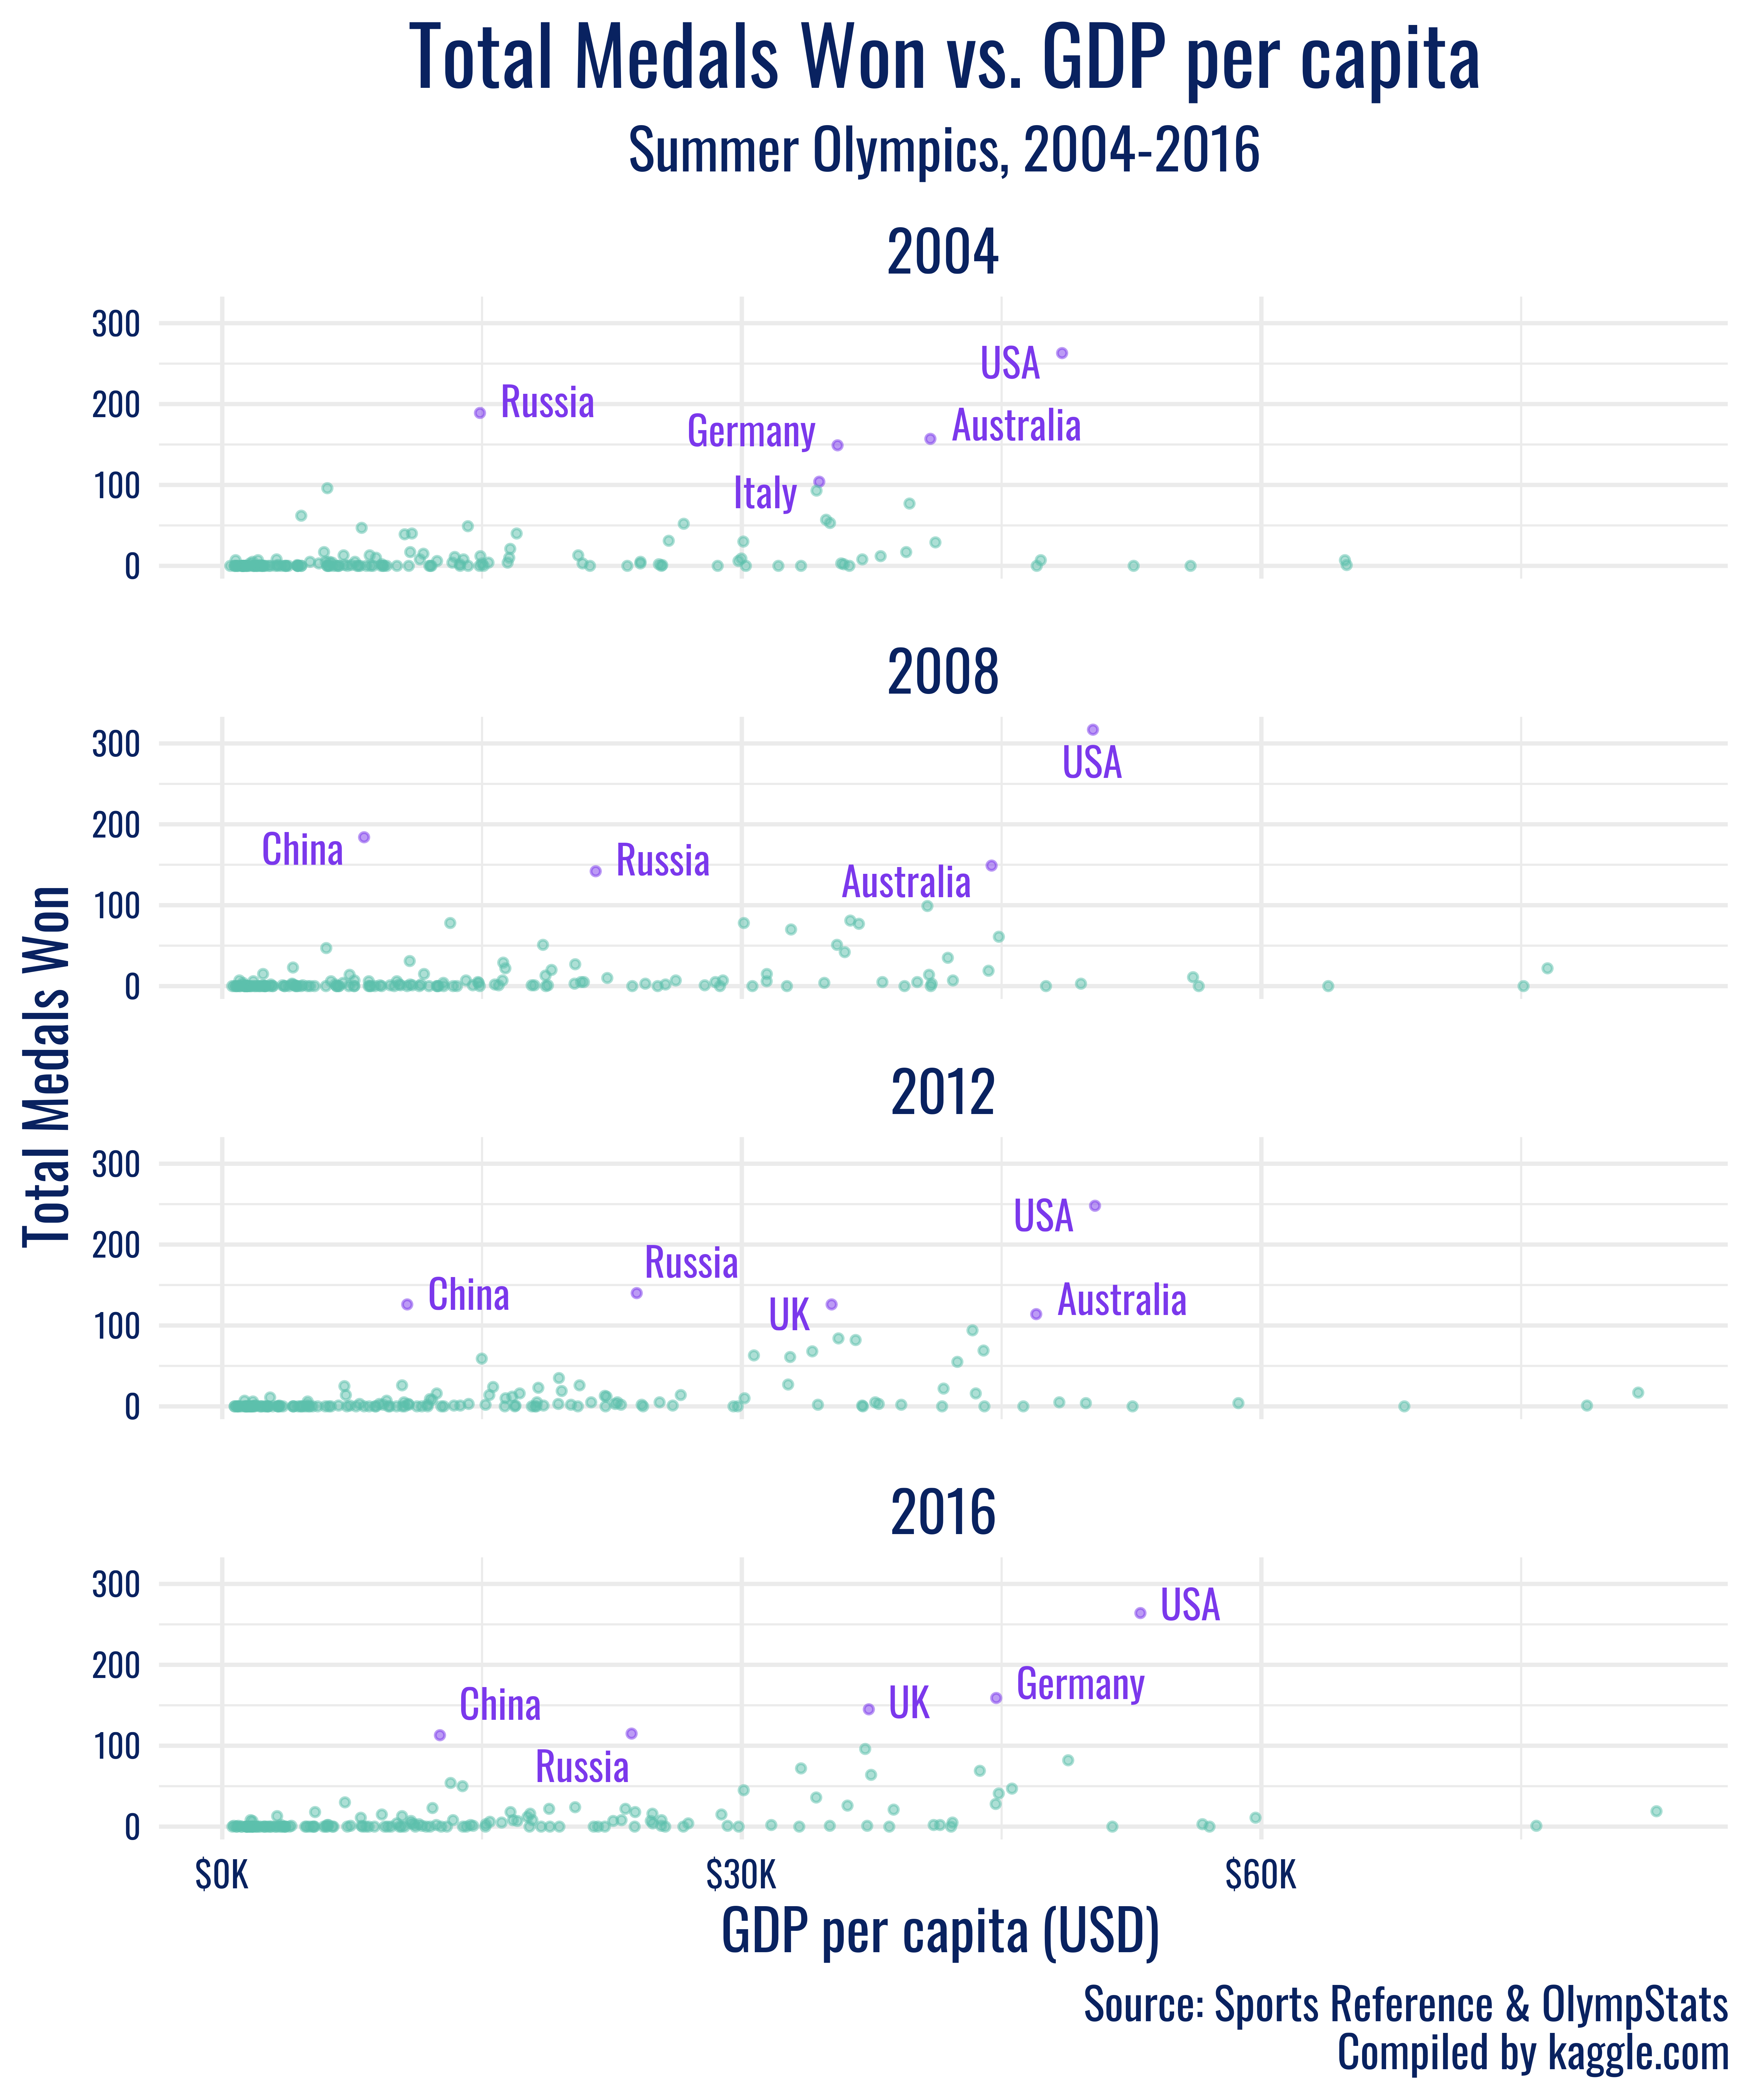 Total Medals Won vs. GDP per capita
Summer Olympics, 2004-2016
Total Medals Won
2004
300
200
100
0
USA
Russia
Australia
Germany
Italy
2008
300
200
100
0
USA
China
Russia
Australia
2012
300
200
100
0
USA
Russia
China
Australia
UK
2016
300
200
100
0
USA
Germany
China
UK
Russia
$0K
$30K
$60K
GDP per capita (USD)
Source: Sports Reference & OlympStats
Compiled by kaggle.com